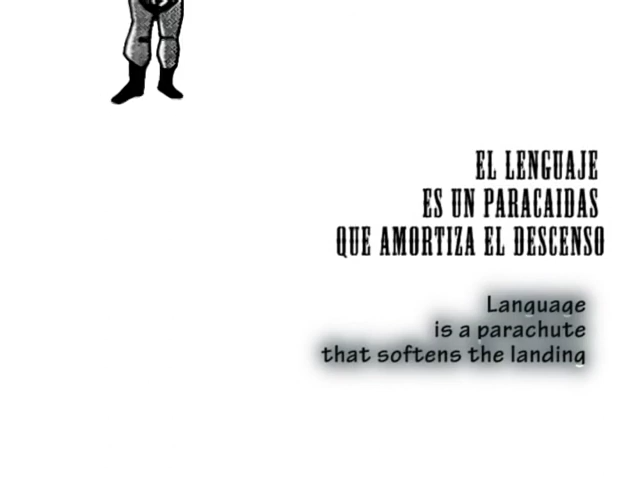 EL LENGUAJE
ES UN PARACAIDAS
QUE AMORTIZA EL DESCENSO
Language
is a parachute
that softens the landing